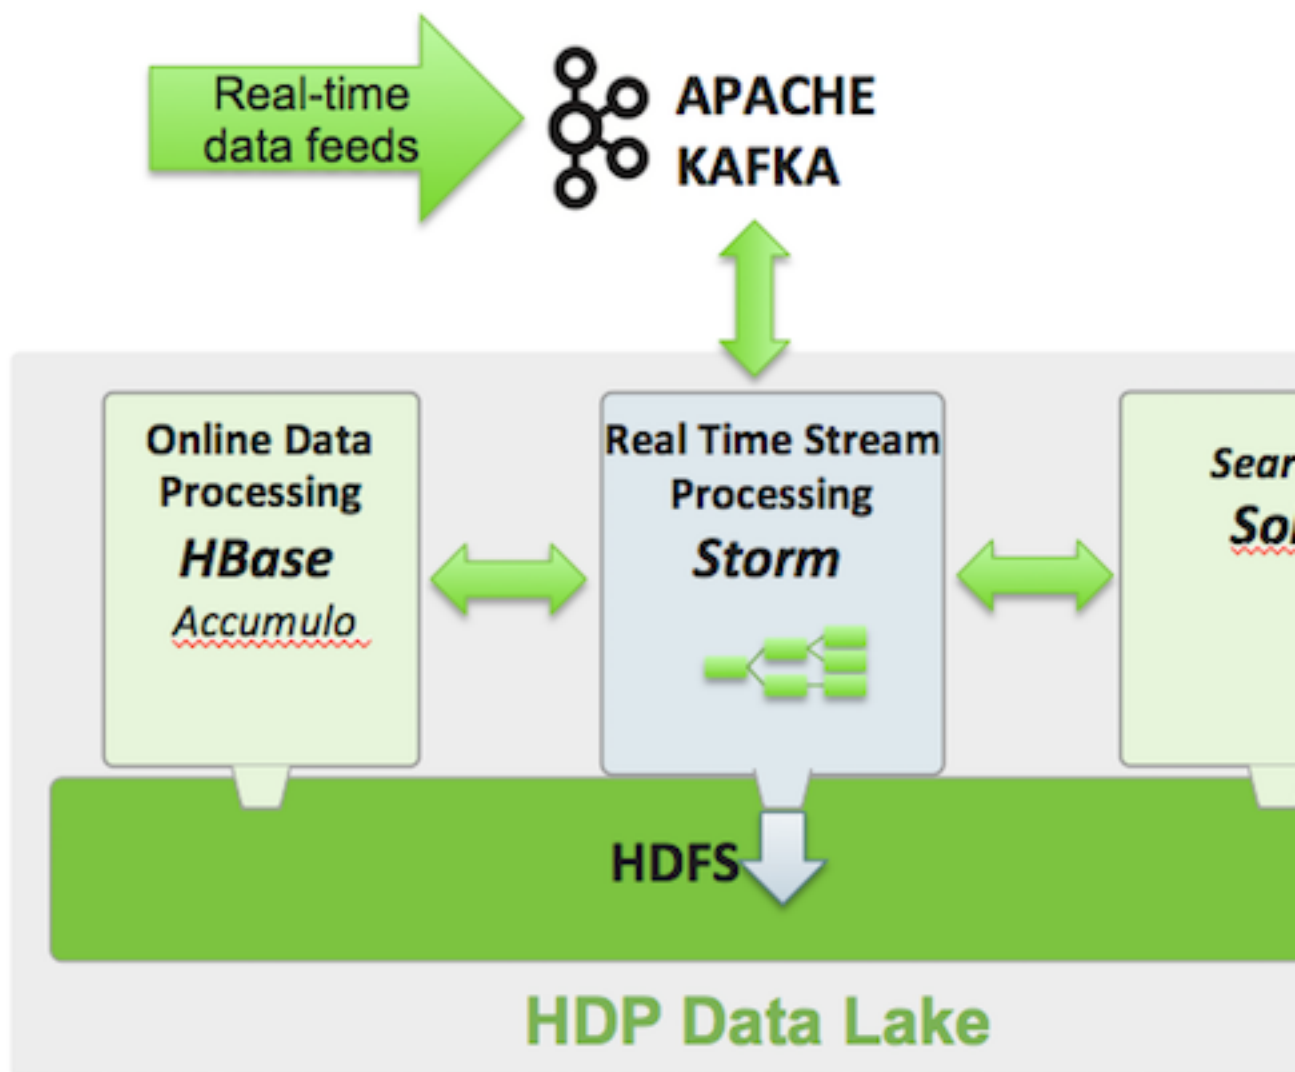 Real-time
data feeds
APACHE
KAFKA
Online Data
Processing
HBase
Accumulo
Real Time Stream
Processing
Storm
HDFS
HDP Data Lake